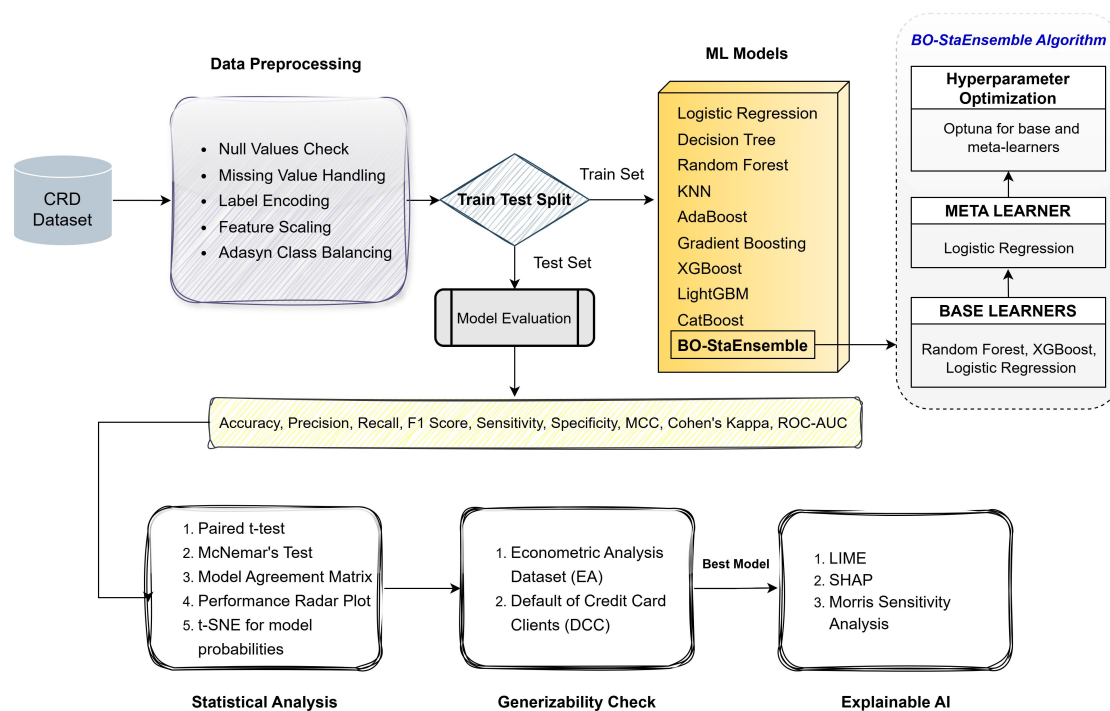 Data Preprocessing
CRD
Dataset
• Null Values Check
• Missing Value Handling
• Label Encoding
• Feature Scaling
• Adasyn Class Balancing
Train Test Split
Train Set
Test Set
Model Evaluation
ML Models
Logistic Regression
Decision Tree
Random Forest
KNN
AdaBoost
Gradient Boosting
XGBoost
LightGBM
CatBoost
BO-StaEnsemble
BO-StaEnsemble Algorithm
Hyperparameter
Optimization
Optuna for base and
meta-learners
META LEARNER
Logistic Regression
BASE LEARNERS
Random Forest, XGBoost,
Logistic Regression
Accuracy, Precision, Recall, F1 Score, Sensitivity, Specificity, MCC, Cohen's Kappa, ROC-AUC
1. Paired t-test
2. McNemar's Test
3. Model Agreement Matrix
4. Performance Radar Plot
5. t-SNE for model
probabilities
Statistical Analysis
1. Econometric Analysis
Dataset (EA)
2. Default of Credit Card
Clients (DCC)
Generizability Check
Best Model
1. LIME
2. SHAP
3. Morris Sensitivity
Analysis
Explainable AI